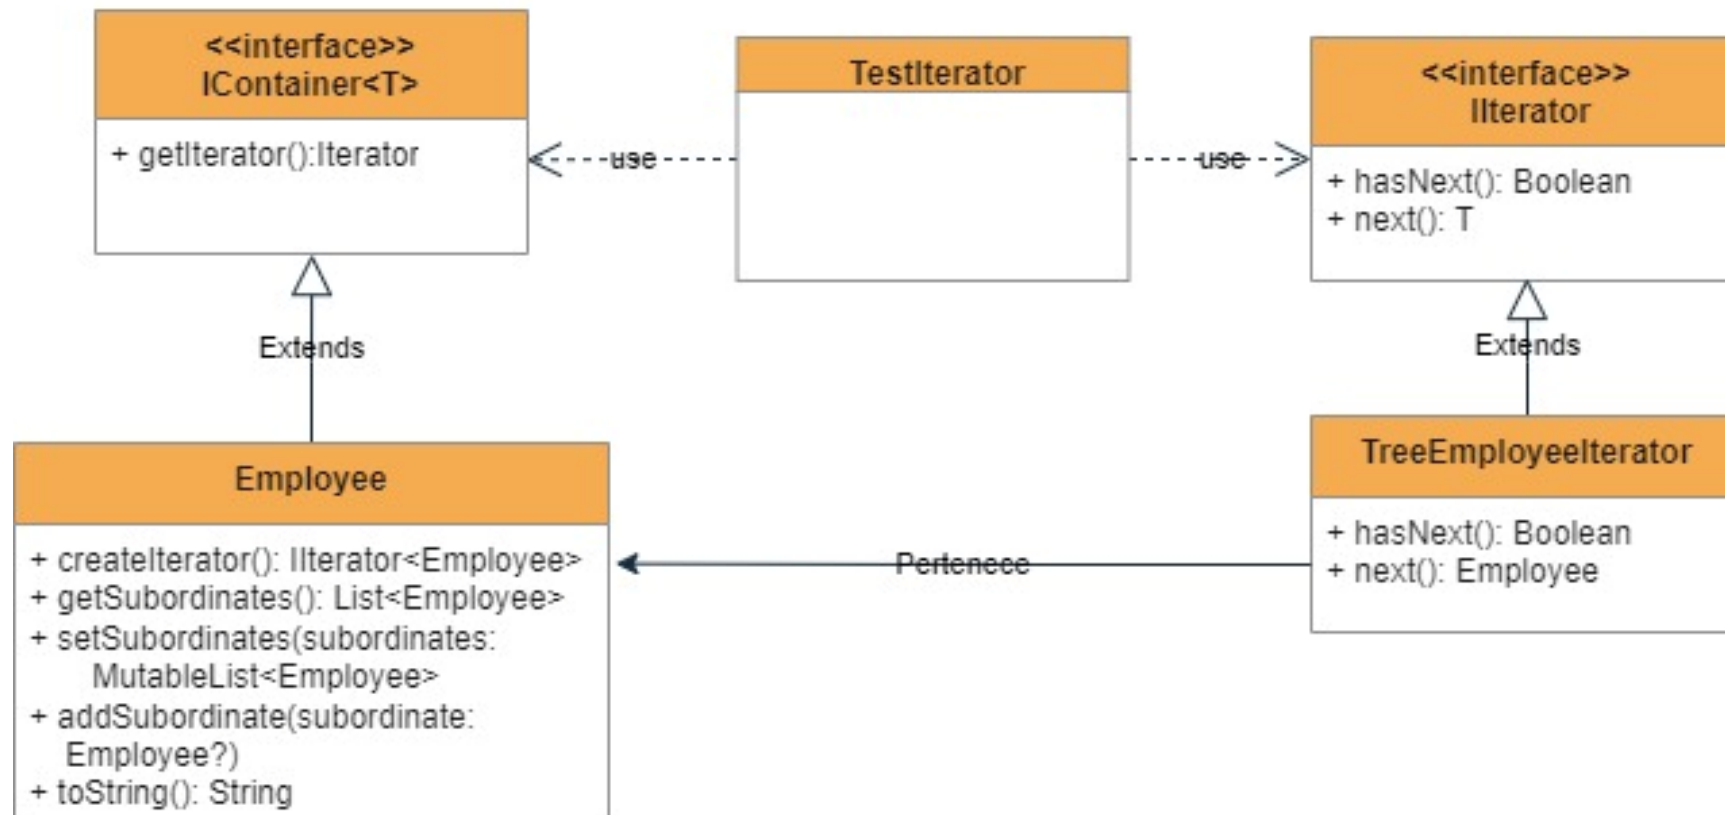 <<interface>>
IContainer<T>
+ getIterator():Iterator
use
TestIterator
use
<<interface>>
IIterator
+ hasNext(): Boolean
+ next(): T
Extends
Extends
Employee
+ createIterator(): IIterator<Employee>
+ getSubordinates(): List<Employee>
+ setSubordinates(subordinates:
MutableList<Employee>
+ addSubordinate(subordinate:
Employee?)
+ toString(): String
Pertenece
TreeEmployeeIterator
+ hasNext(): Boolean
+ next(): Employee